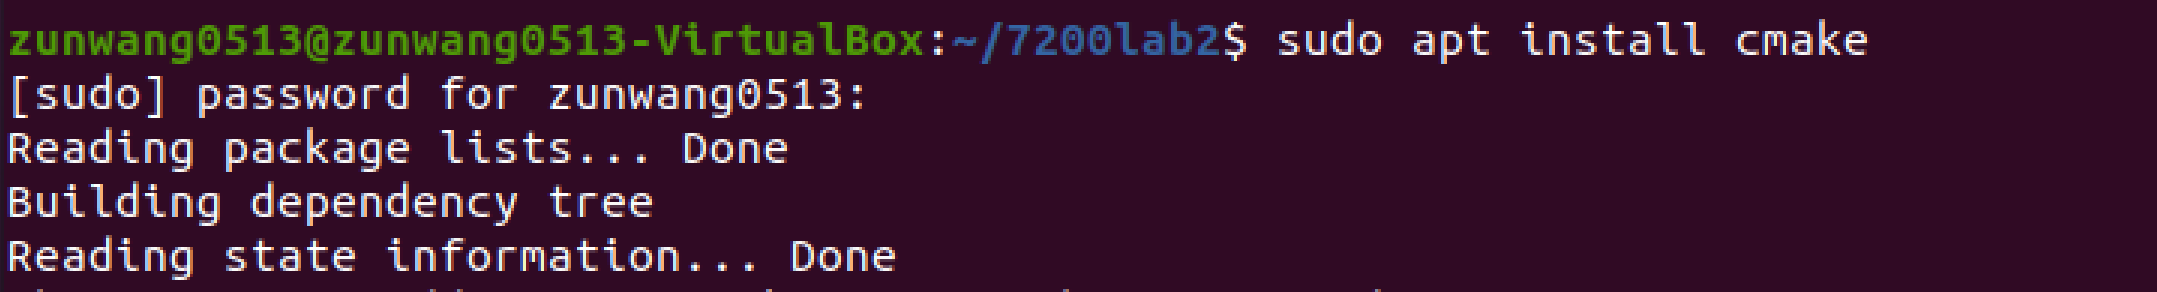 zunwang0513@zunwang0513-VirtualBox:~/7200lab2$ sudo apt install cmake
[sudo] password for zunwang0513:
Reading package lists... Done
Building dependency tree
Reading state information... Done